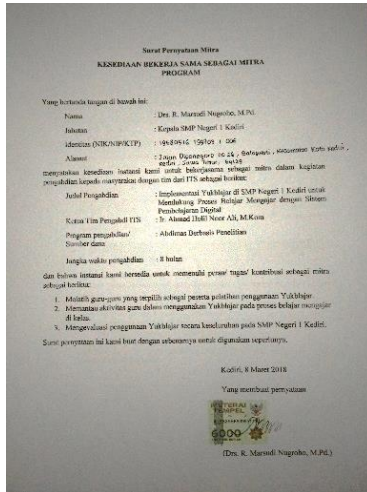 Surat Pernyataan Mitra
KESEDIAAN BEKERJA SAMA SEBAGAI MITRA
PROGRAM
Yang bertanda tangan di bawah ini:
Nama : Drs. R. Marsudi Nugroho, M.Pd.
Jabatan : Kepala SMP Negeri 1 Kediri
Identitas (NIK/NIP/KTP) :
Alamat : Jalan Diponegoro
menyatakan kesediaan instansi kami untuk bekerjasama sebagai mitra dalam kegiatan
pengabdian kepada masyarakat dengan tim dari ITS sebagai berikut:
Judul Pengabdian : Implementasi Yukblajar di SMP Negeri 1 Kediri untuk
Mendukung Proses Belajar Mengajar dengan Sistem
Pembelajaran Digital
Ketua Tim Pengabdi ITS : Ir. Ahmad Holil Noor Ali, M.Kom
Program pengabdian/ : Abdimas Berbasis Penelitian
Sumber dana
Jangka waktu pengabdian : 8 bulan
dan bahwa instansi kami bersedia untuk memenuhi peran/ tugas/ kontribusi sebagai mitra
sebagai berikut:
1. Melatih guru-guru yang terpilih sebagai peserta pelatihan penggunaan Yukblajar.
2. Memantau aktivitas guru dalam menggunakan Yukblajar pada proses belajar mengajar
di kelas.
3. Mengevaluasi penggunaan Yukblajar secara keseluruhan pada SMP Negeri 1 Kediri.
Surat pernyataan ini kami buat dengan sebenarnya untuk digunakan seperlunya.
Kediri, 8 Maret 2018
Yang membuat pernyataan
METERAI
TEMPEL
6000
(Drs. R. Marsudi Nugroho, M.Pd.)